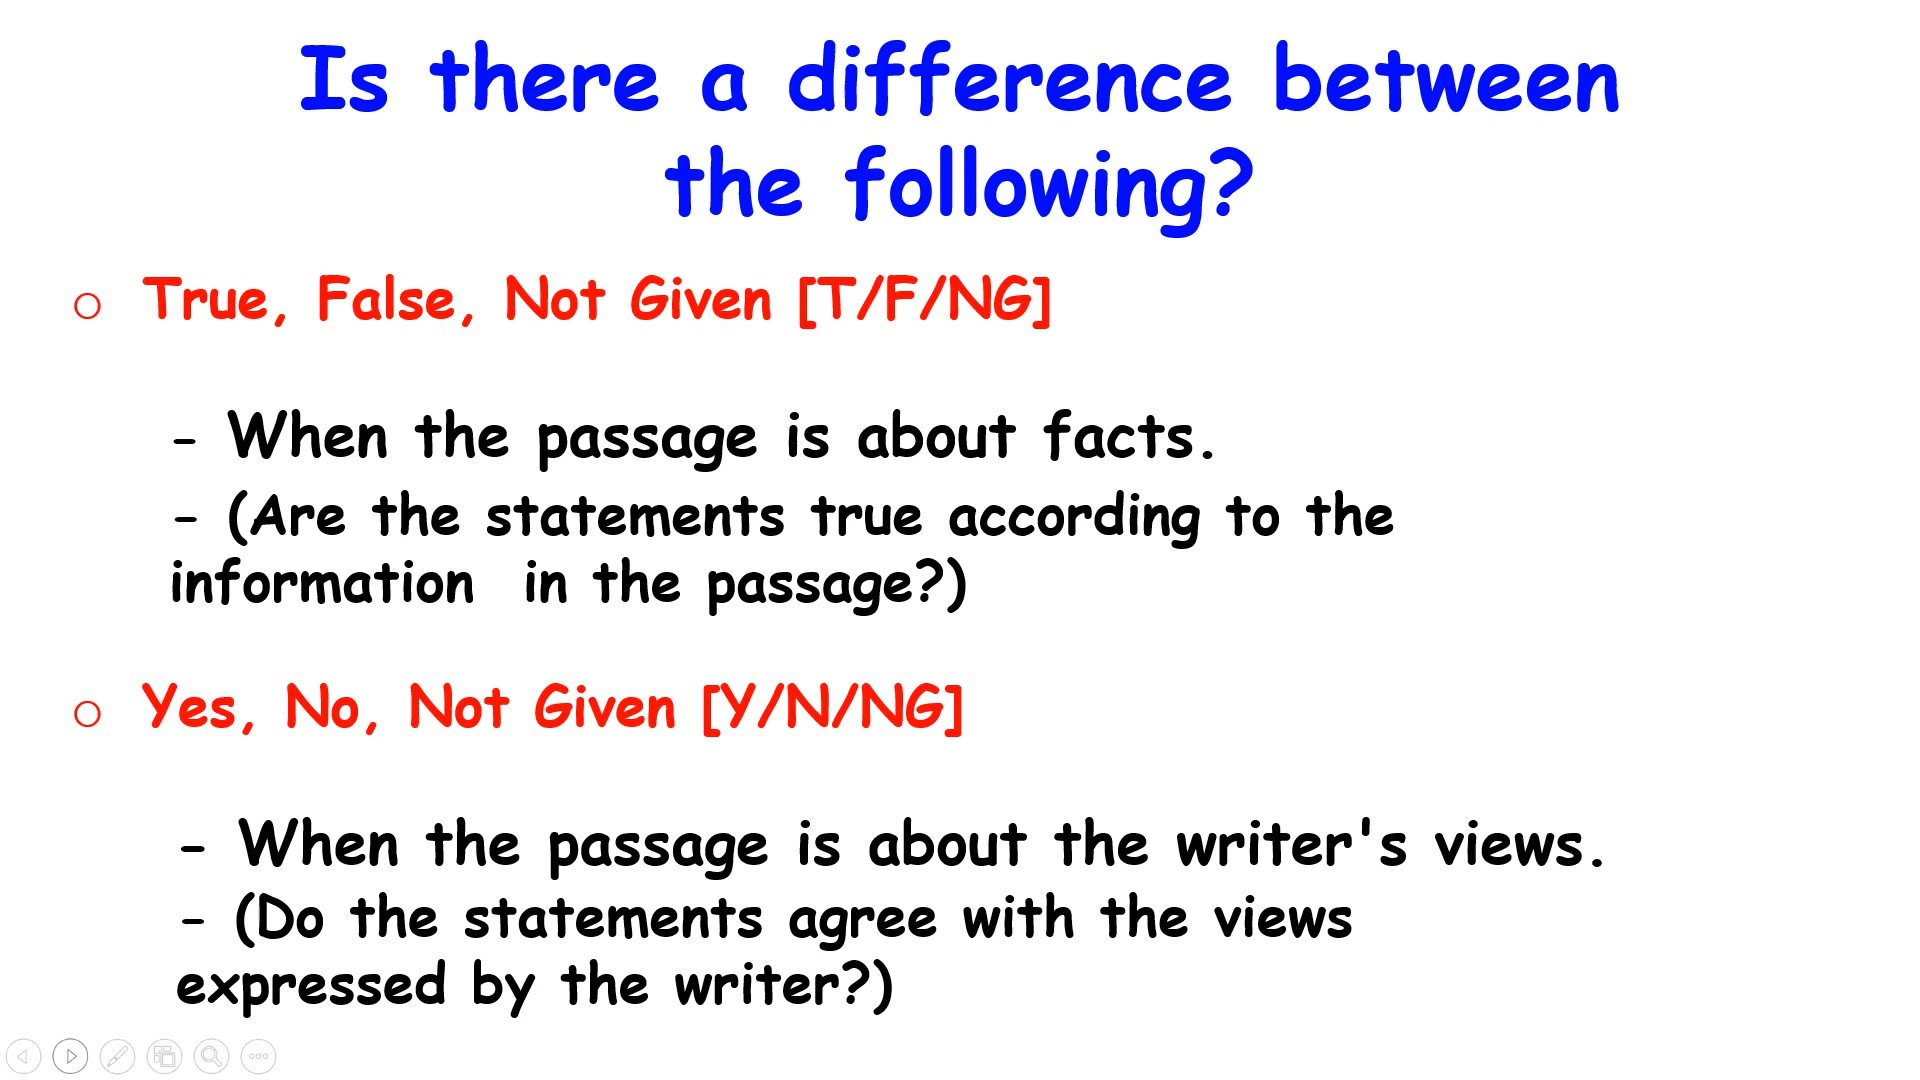 Is there a difference between
the following?
o True, False, Not Given [T/F/NG]
- When the passage is about facts.
- (Are the statements true according to the
information in the passage?)
o Yes, No, Not Given [Y/N/NG]
- When the passage is about the writer's views.
- (Do the statements agree with the views
expressed by the writer?)